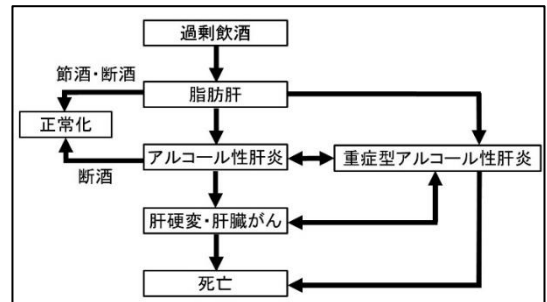 過剰飲酒
節酒・断酒
脂肪肝
正常化
アルコール性肝炎
重症型アルコール性肝炎
断酒
肝硬変・肝臓がん
死亡